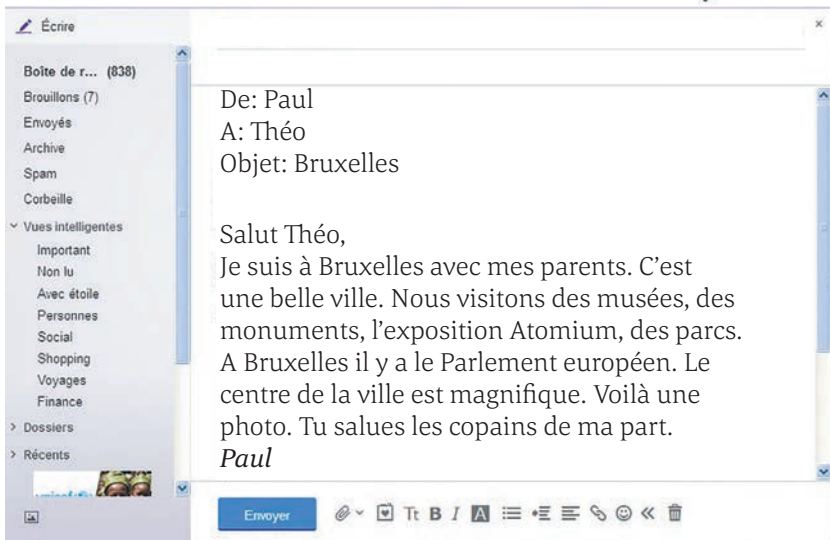 Écrire
Boîte de r... (838)
Brouillons (7)
Envoyés
Archive
Spam
Corbeille
Vues intelligentes
Important
Non lu
Avec étoile
Personnes
Social
Shopping
Voyages
Finance
Dossiers
Récents
De: Paul
A: Théo
Objet: Bruxelles
Salut Théo,
Je suis à Bruxelles avec mes parents. C’est
une belle ville. Nous visitons des musées, des
monuments, l’exposition Atomium, des parcs.
A Bruxelles il y a le Parlement européen. Le
centre de la ville est magnifique. Voilà une
photo. Tu salues les copains de ma part.
Paul
Envoyer
Tt B I A